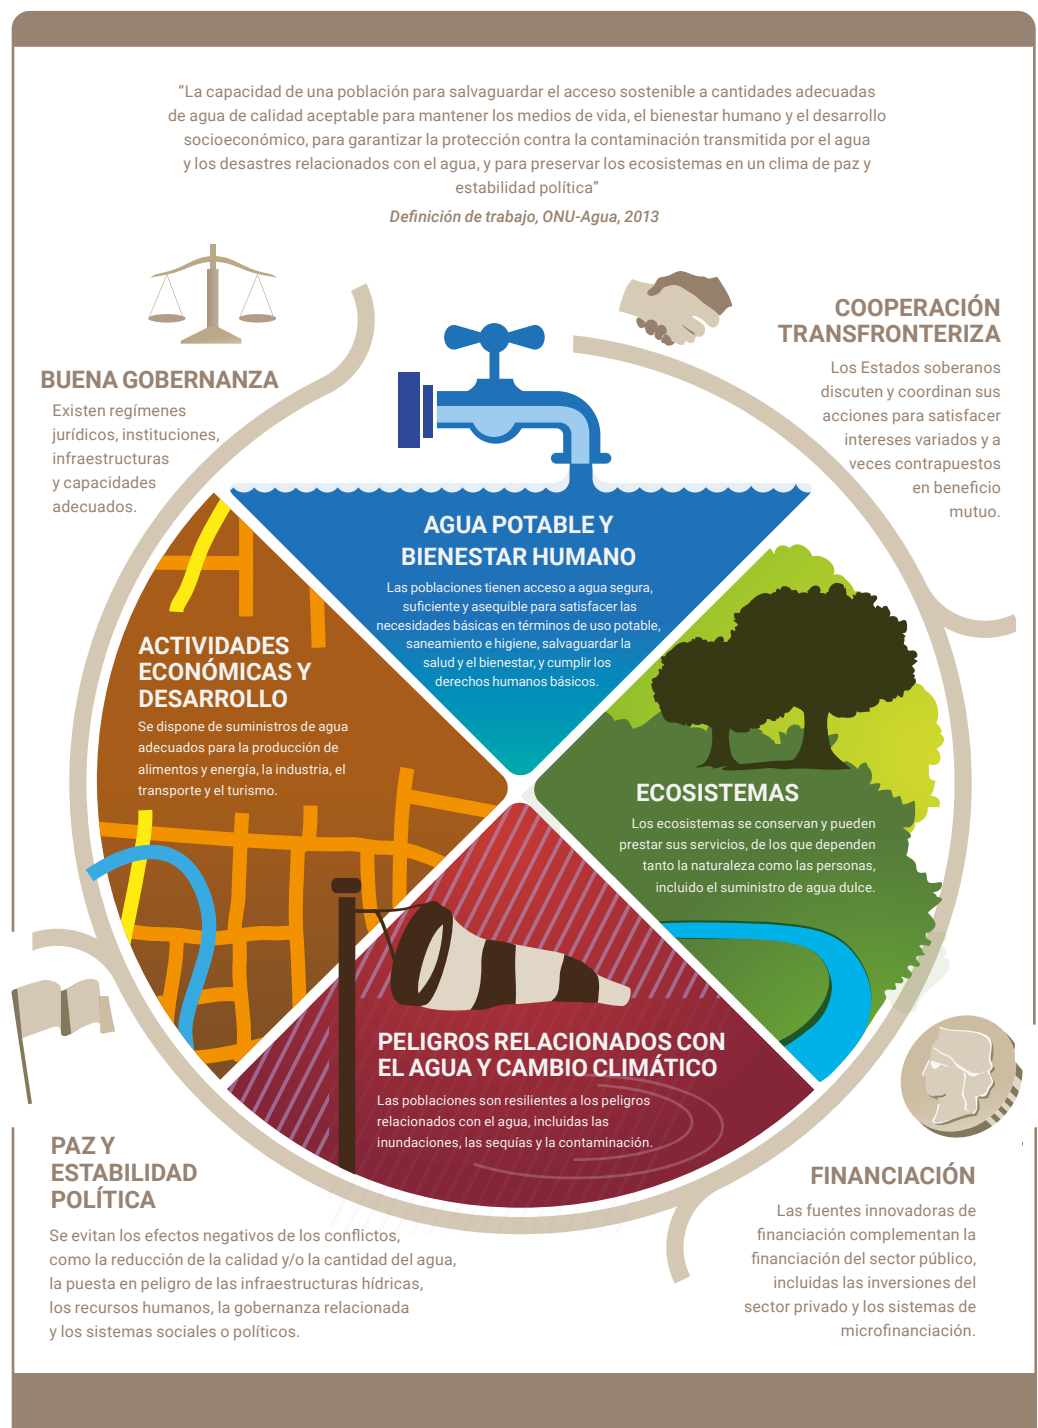 “La capacidad de una población para salvaguardar el acceso sostenible a cantidades adecuadas
de agua de calidad aceptable para mantener los medios de vida, el bienestar humano y el desarrollo
socioeconómico, para garantizar la protección contra la contaminación transmitida por el agua
y los desastres relacionados con el agua, y para preservar los ecosistemas en un clima de paz y
estabilidad política”
Definición de trabajo, ONU-Agua, 2013
BUENA GOBERNANZA
Existen regímenes
jurídicos, instituciones,
infraestructuras
y capacidades
adecuados.
COOPERACIÓN
TRANSFRONTERIZA
Los Estados soberanos
discuten y coordinan sus
acciones para satisfacer
intereses variados y a
veces contrapuestos
en beneficio
mutuo.
AGUA POTABLE Y
BIENESTAR HUMANO
Las poblaciones tienen acceso a agua segura,
suficiente y asequible para satisfacer las
necesidades básicas en términos de uso potable,
saneamiento e higiene, salvaguardar la
salud y el bienestar, y cumplir los
derechos humanos básicos.
ACTIVIDADES
ECONÓMICAS Y
DESARROLLO
Se dispone de suministros de agua
adecuados para la producción de
alimentos y energía, la industria, el
transporte y el turismo.
ECOSISTEMAS
Los ecosistemas se conservan y pueden
prestar sus servicios, de los que dependen
tanto la naturaleza como las personas,
incluido el suministro de agua dulce.
PELIGROS RELACIONADOS CON
EL AGUA Y CAMBIO CLIMÁTICO
Las poblaciones son resilientes a los peligros
relacionados con el agua, incluidas las
inundaciones, las sequías y la contaminación.
PAZ Y
ESTABILIDAD
POLÍTICA
Se evitan los efectos negativos de los conflictos,
como la reducción de la calidad y/o la cantidad del agua,
la puesta en peligro de las infraestructuras hídricas,
los recursos humanos, la gobernanza relacionada
y los sistemas sociales o políticos.
FINANCIACIÓN
Las fuentes innovadoras de
financiación complementan la
financiación del sector público,
incluidas las inversiones del
sector privado y los sistemas de
microfinanciación.